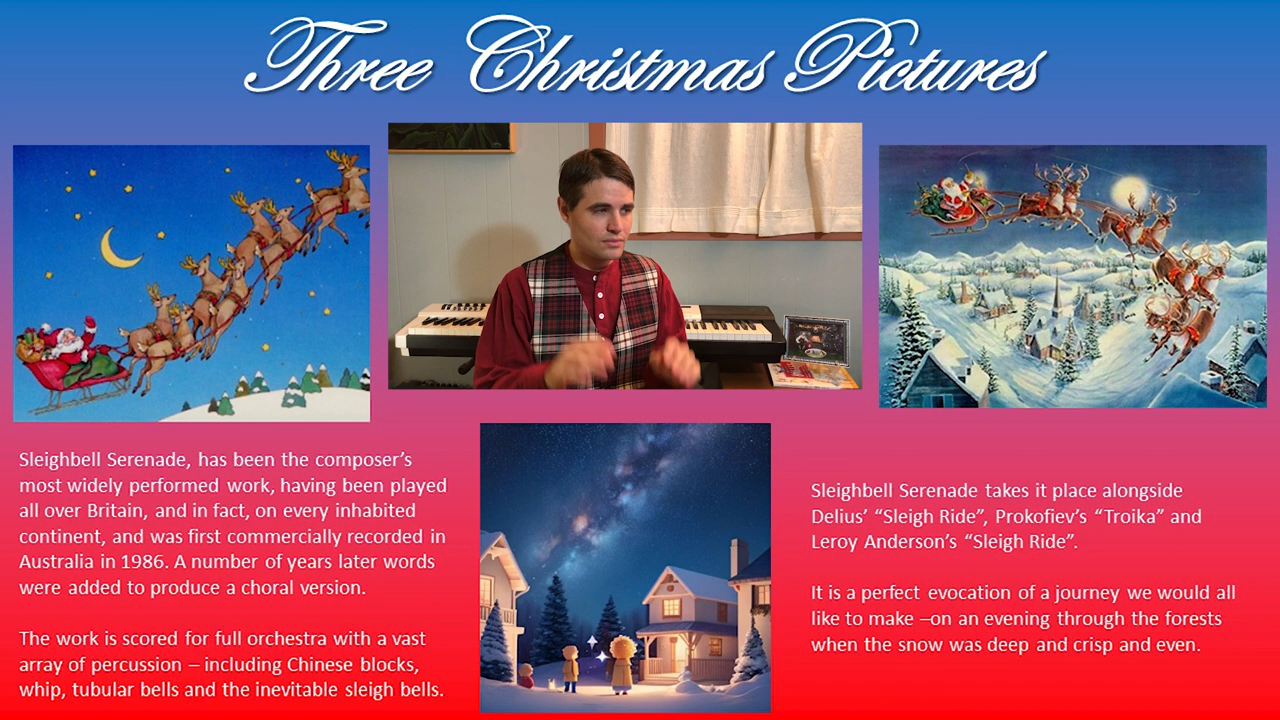 Three Christmas Pictures
Sleighbell Serenade, has been the composer’s
most widely performed work, having been played
all over Britain, and in fact, on every inhabited
continent, and was first commercially recorded in
Australia in 1986. A number of years later words
were added to produce a choral version.
The work is scored for full orchestra with a vast
array of percussion – including Chinese blocks,
whip, tubular bells and the inevitable sleigh bells.
Sleighbell Serenade takes it place alongside
Delius’ “Sleigh Ride”, Prokofiev’s “Troika” and
Leroy Anderson’s “Sleigh Ride”.
It is a perfect evocation of a journey we would all
like to make –on an evening through the forests
when the snow was deep and crisp and even.